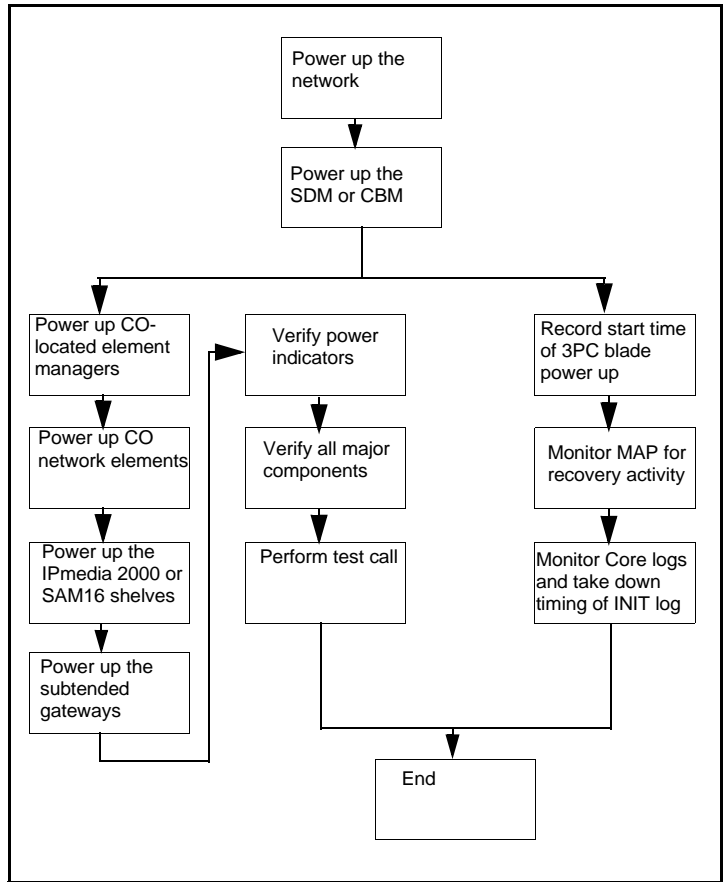 Power up the
network
Power up the
SDM or CBM
Power up CO-
located element
managers
Power up CO
network elements
Power up the
IPmedia 2000 or
SAM16 shelves
Power up the
subtended
gateways
Verify power
indicators
Verify all major
components
Perform test call
Record start time
of 3PC blade
power up
Monitor MAP for
recovery activity
Monitor Core logs
and take down
timing of INIT log
End